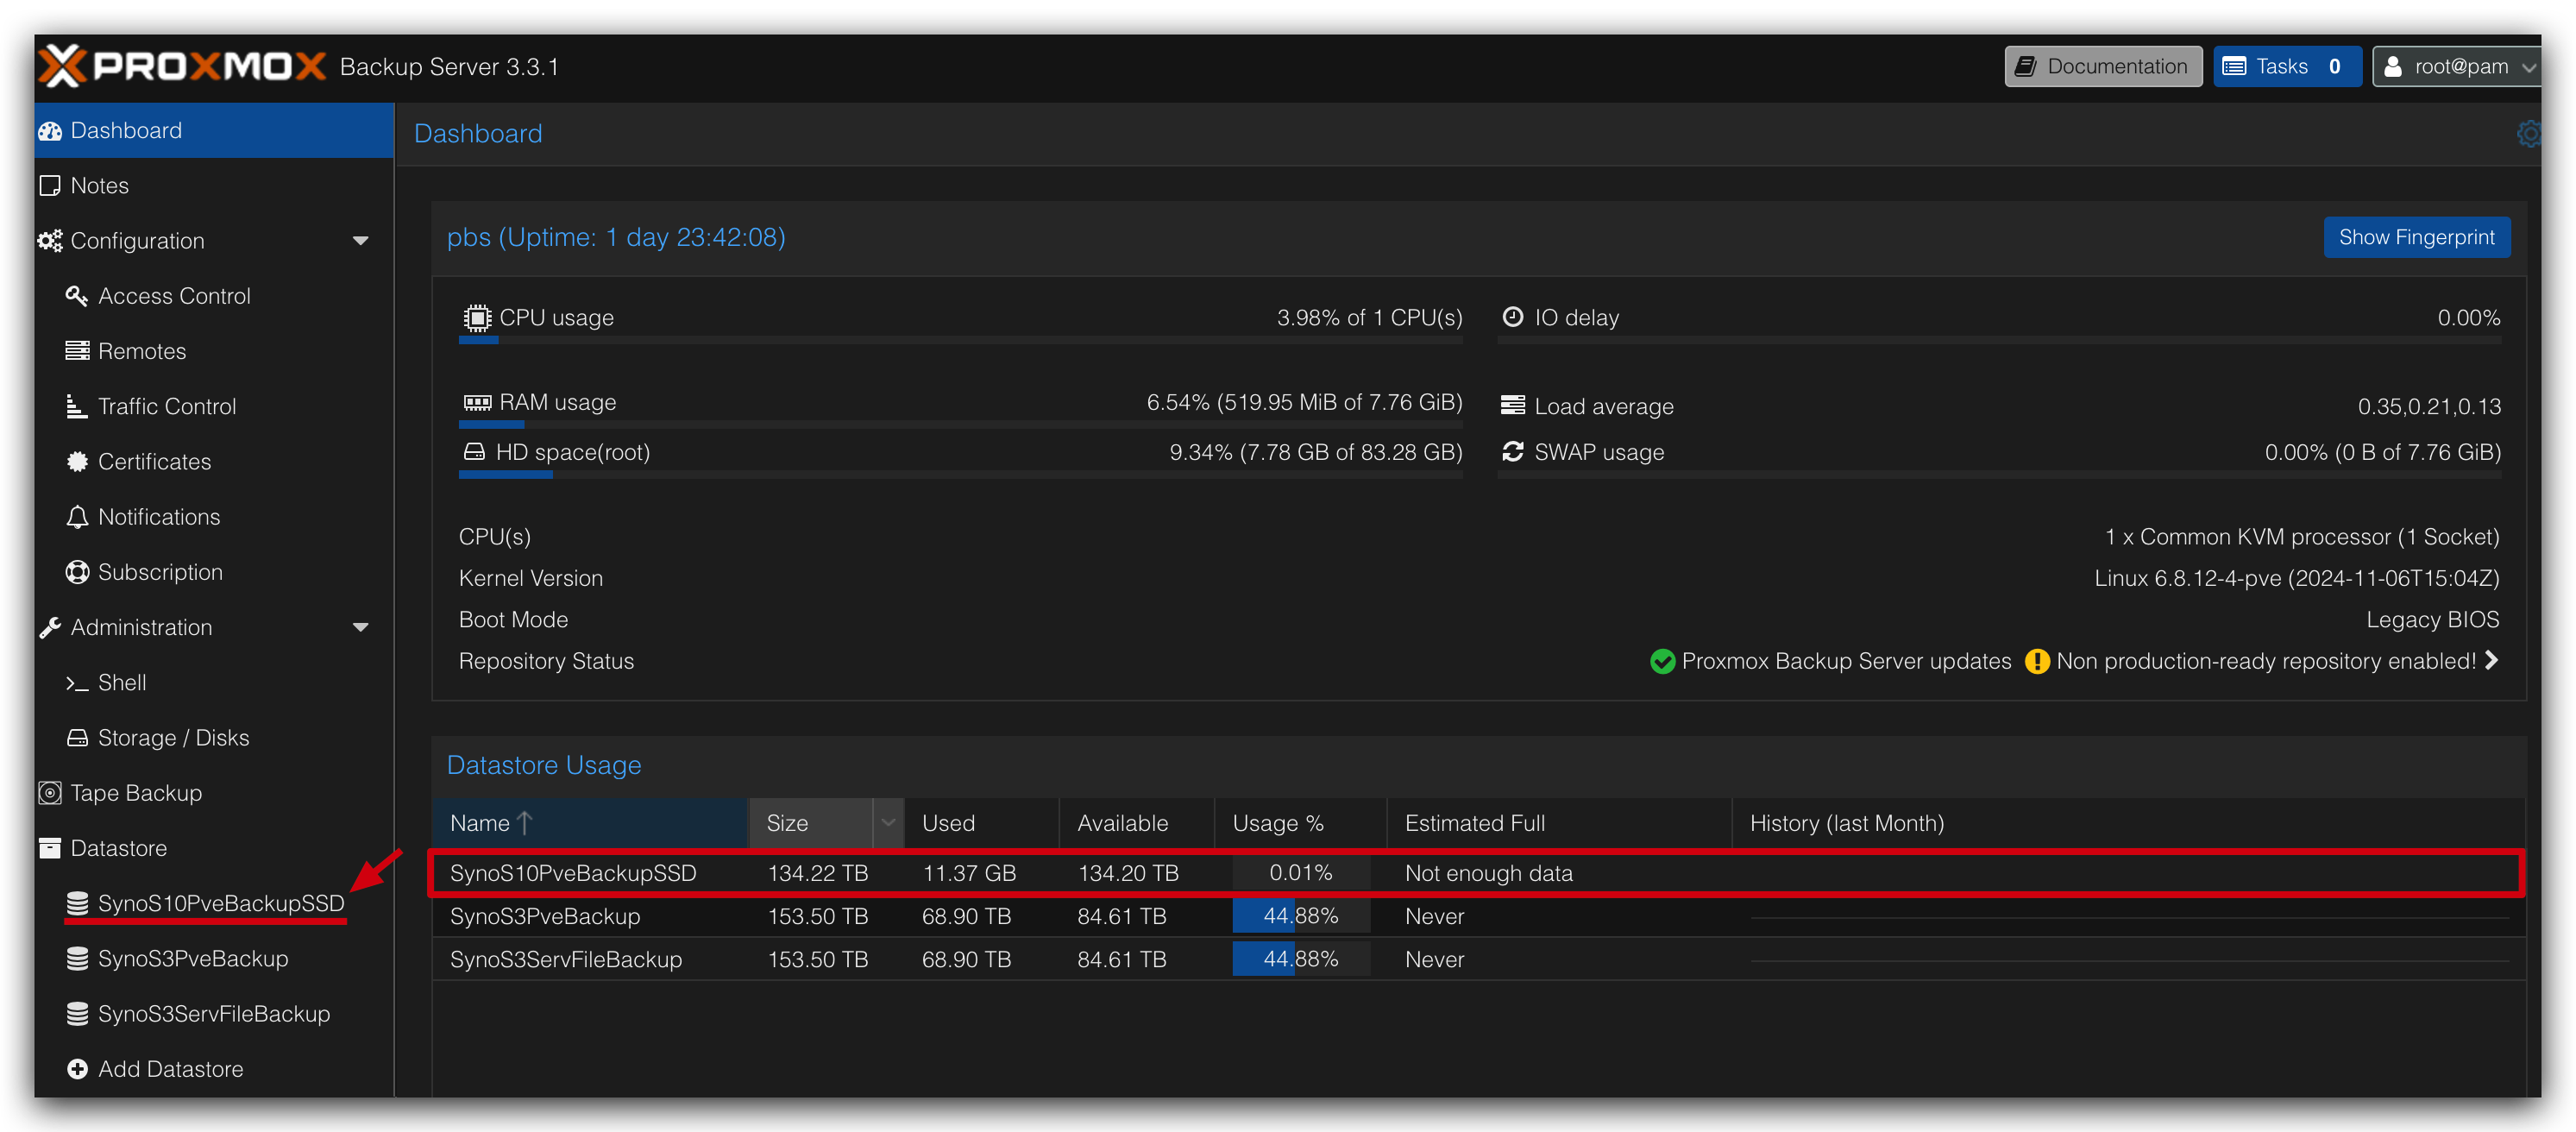 PROXMOX Backup Server 3.3.1
Documentation
Tasks 0
root@pam
Dashboard
Notes
Configuration
Access Control
Remotes
Traffic Control
Certificates
Notifications
Subscription
Administration
Shell
Storage / Disks
Tape Backup
Datastore
SynoS10PveBackupSSD
SynoS3PveBackup
SynoS3ServFileBackup
Add Datastore
Dashboard
pbs (Uptime: 1 day 23:42:08)
Show Fingerprint
CPU usage 3.98% of 1 CPU(s)
IO delay 0.00%
RAM usage 6.54% (519.95 MiB of 7.76 GiB)
Load average 0.35,0.21,0.13
HD space(root) 9.34% (7.78 GB of 83.28 GB)
SWAP usage 0.00% (0 B of 7.76 GiB)
CPU(s) 1 x Common KVM processor (1 Socket)
Kernel Version Linux 6.8.12-4-pve (2024-11-06T15:04Z)
Boot Mode Legacy BIOS
Repository Status Proxmox Backup Server updates Non production-ready repository enabled!
Datastore Usage
Name Size Used Available Usage % Estimated Full History (last Month)
SynoS10PveBackupSSD 134.22 TB 11.37 GB 134.20 TB 0.01% Not enough data
SynoS3PveBackup 153.50 TB 68.90 TB 84.61 TB 44.88% Never
SynoS3ServFileBackup 153.50 TB 68.90 TB 84.61 TB 44.88% Never